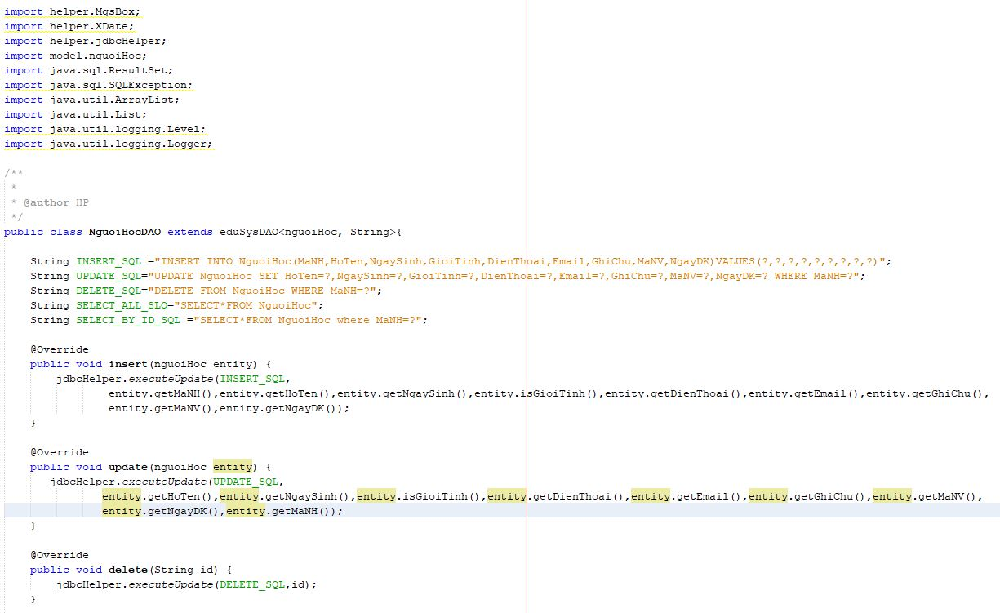 import helper.MgsBox;
import helper.XDate;
import helper.jdbcHelper;
import model.nguoiHoc;
import java.sql.ResultSet;
import java.sql.SQLException;
import java.util.ArrayList;
import java.util.List;
import java.util.logging.Level;
import java.util.logging.Logger;
/**
 *
 * @author HP
 */
public class NguoiHocDAO extends eduSysDAO<nguoiHoc, String>{
    String INSERT_SQL ="INSERT INTO NguoiHoc(MaNH,HoTen,NgaySinh,GioiTinh,DienThoai,Email,GhiChu,MaNV,NgayDK)VALUES(?,?,?,?,?,?,?,?,?)";
    String UPDATE_SQL="UPDATE NguoiHoc SET HoTen=?,NgaySinh=?,GioiTinh=?,DienThoai=?,Email=?,GhiChu=?,MaNV=?,NgayDK=? WHERE MaNH=?";
    String DELETE_SQL="DELETE FROM NguoiHoc WHERE MaNH=?";
    String SELECT_ALL_SLQ="SELECT*FROM NguoiHoc";
    String SELECT_BY_ID_SQL ="SELECT*FROM NguoiHoc where MaNH=?";
    @Override
    public void insert(nguoiHoc entity) {
        jdbcHelper.executeUpdate(INSERT_SQL,
                entity.getMaNH(),entity.getHoTen(),entity.getNgaySinh(),entity.isGioiTinh(),entity.getDienThoai(),entity.getEmail(),entity.getGhiChu(),
                entity.getMaNV(),entity.getNgayDK());
    }
    @Override
    public void update(nguoiHoc entity) {
       jdbcHelper.executeUpdate(UPDATE_SQL,
               entity.getHoTen(),entity.getNgaySinh(),entity.isGioiTinh(),entity.getDienThoai(),entity.getEmail(),entity.getGhiChu(),entity.getMaNV(),
               entity.getNgayDK(),entity.getMaNH());
    }
    @Override
    public void delete(String id) {
        jdbcHelper.executeUpdate(DELETE_SQL,id);
    }